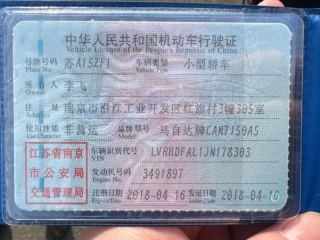 中华人民共和国机动车行驶证
Vehicle License of the People's Republic of China
号牌号码 苏A15ZF1 车辆类型 小型轿车
Plate No. Vehicle Type
所有人 李飞
Owner
住址 南京市沿江工业开发区红旗村3幢305室
Address
使用性质 非营运 品牌型号 马自达牌CAM7150A5
Use Character Model
江苏省南京市公安局交通管理局
车辆识别代号 LVRHDFAL1JN178303
VIN
发动机号码 3491897
Engine No.
注册日期 2018-04-16 发证日期 2018-04-16
Register Date Issue Date